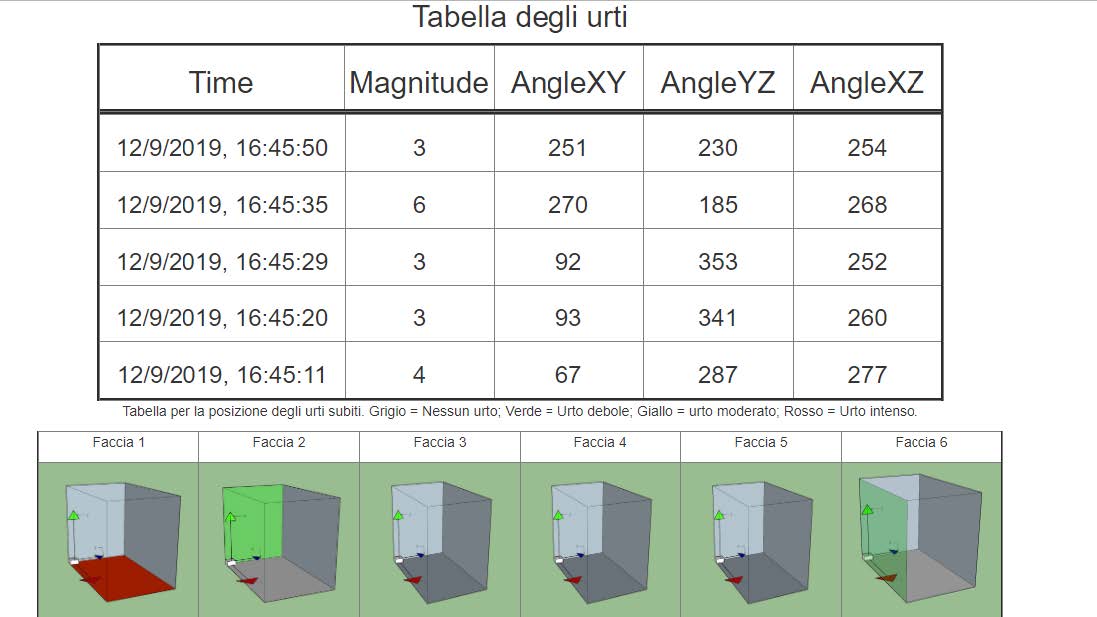 Tabella degli urti
Time Magnitude AngleXY AngleYZ AngleXZ
12/9/2019, 16:45:50 3 251 230 254
12/9/2019, 16:45:35 6 270 185 268
12/9/2019, 16:45:29 3 92 353 252
12/9/2019, 16:45:20 3 93 341 260
12/9/2019, 16:45:11 4 67 287 277
Tabella per la posizione degli urti subiti. Grigio = Nessun urto; Verde = Urto debole; Giallo = urto moderato; Rosso = Urto intenso.
Faccia 1 Faccia 2 Faccia 3 Faccia 4 Faccia 5 Faccia 6